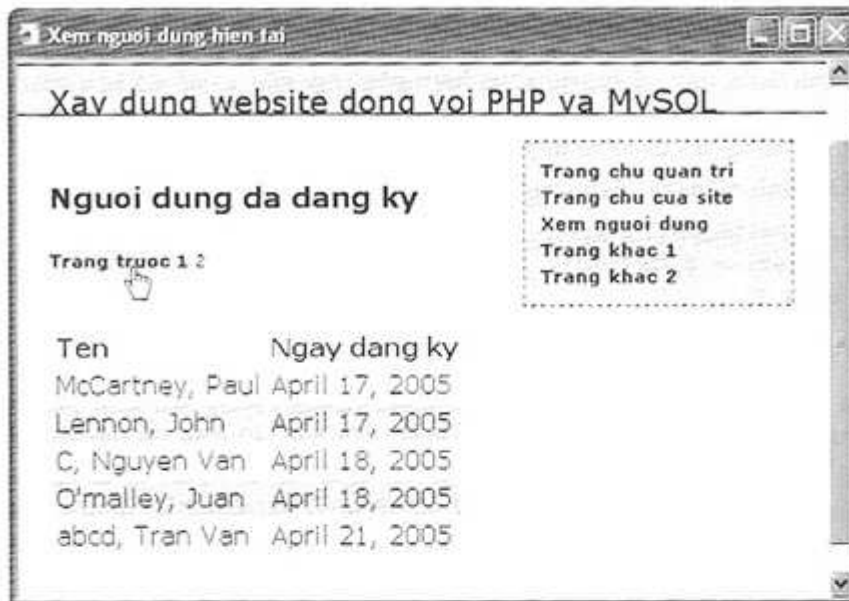 Xem nguoi dung hien tai
Xay dung website dong voi PHP va MySQL
Trang chu quan tri
Trang chu cua site
Xem nguoi dung
Trang khac 1
Trang khac 2
Nguoi dung da dang ky
Trang truoc 1 2
Ten Ngay dang ky
McCartney, Paul April 17, 2005
Lennon, John April 17, 2005
C, Nguyen Van April 18, 2005
O'malley, Juan April 18, 2005
abcd, Tran Van April 21, 2005